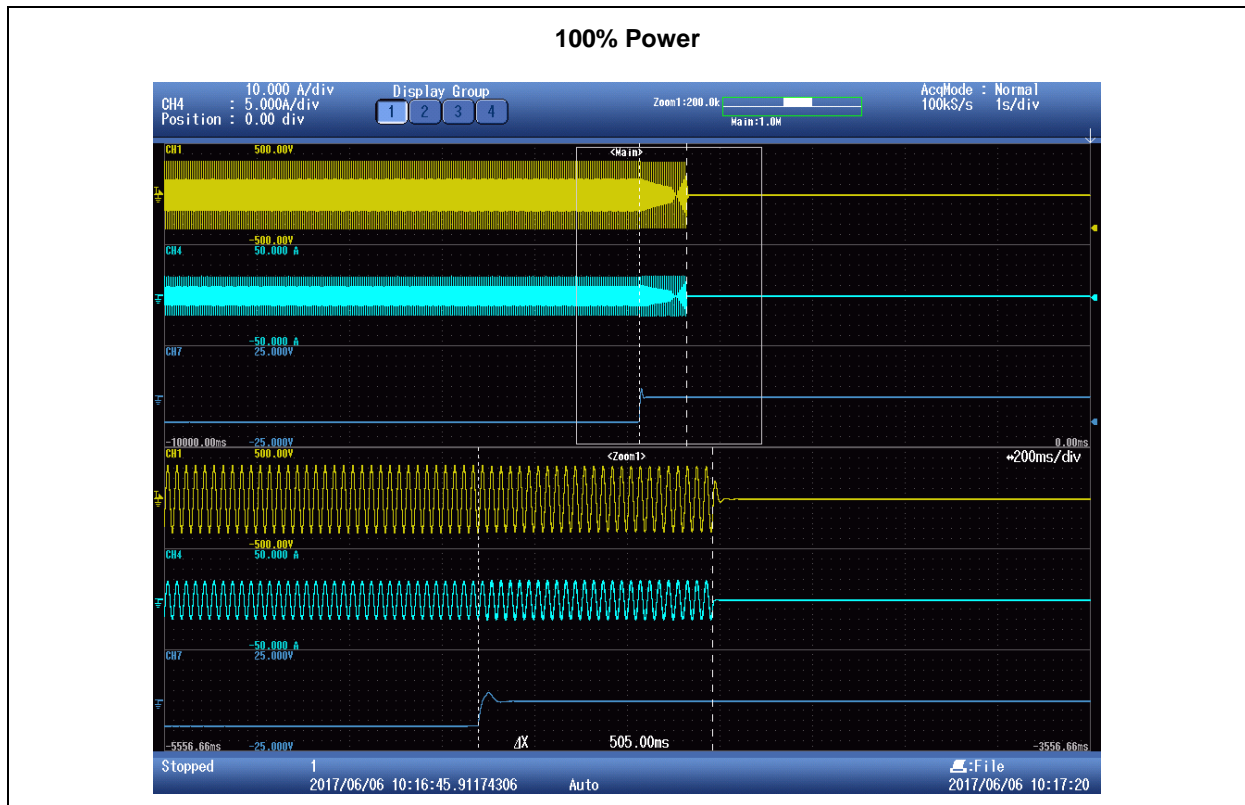 100% Power
10.000 A/div
CH4 : 5.000A/div
Position : 0.00 div
Display Group
1 2 3 4
Zoom1:200.0k
Main:1.0M
AcqMode : Normal
100kS/s 1s/div
CH1 500.00V
<Main>
-500.00V
CH4 50.000 A
-50.000 A
CH7 25.000V
-10000.00ms -25.000V 0.00ms
CH1 500.00V <Zoom1> ↔200ms/div
-500.00V
CH4 50.000 A
-50.000 A
CH7 25.000V
-5556.66ms -25.000V ΔX 505.00ms -3556.66ms
Stopped 1 :File
2017/06/06 10:16:45.91174306 Auto 2017/06/06 10:17:20